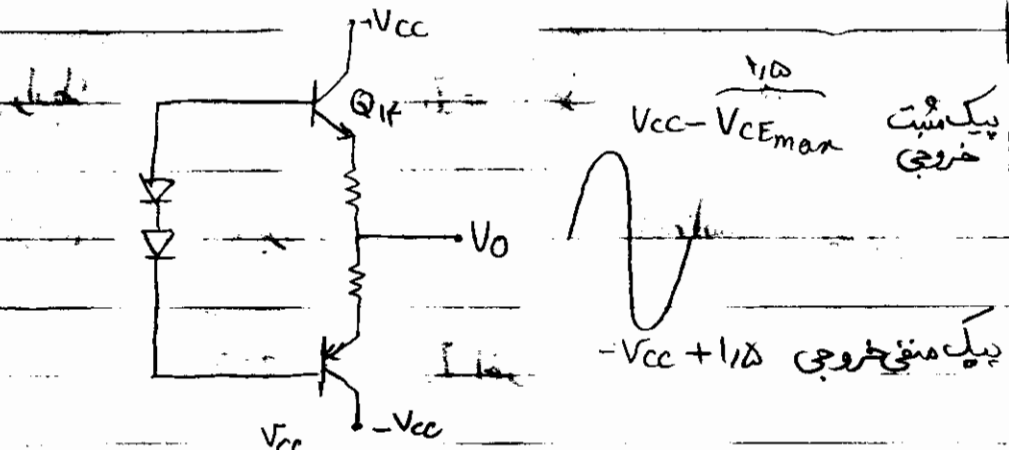 +Vcc
Q14
۱٫۵
Vcc - VCEmax پیک مثبت
خروجی
Vo
-Vcc + ۱٫۵ پیک منفی خروجی
-Vcc
Vcc